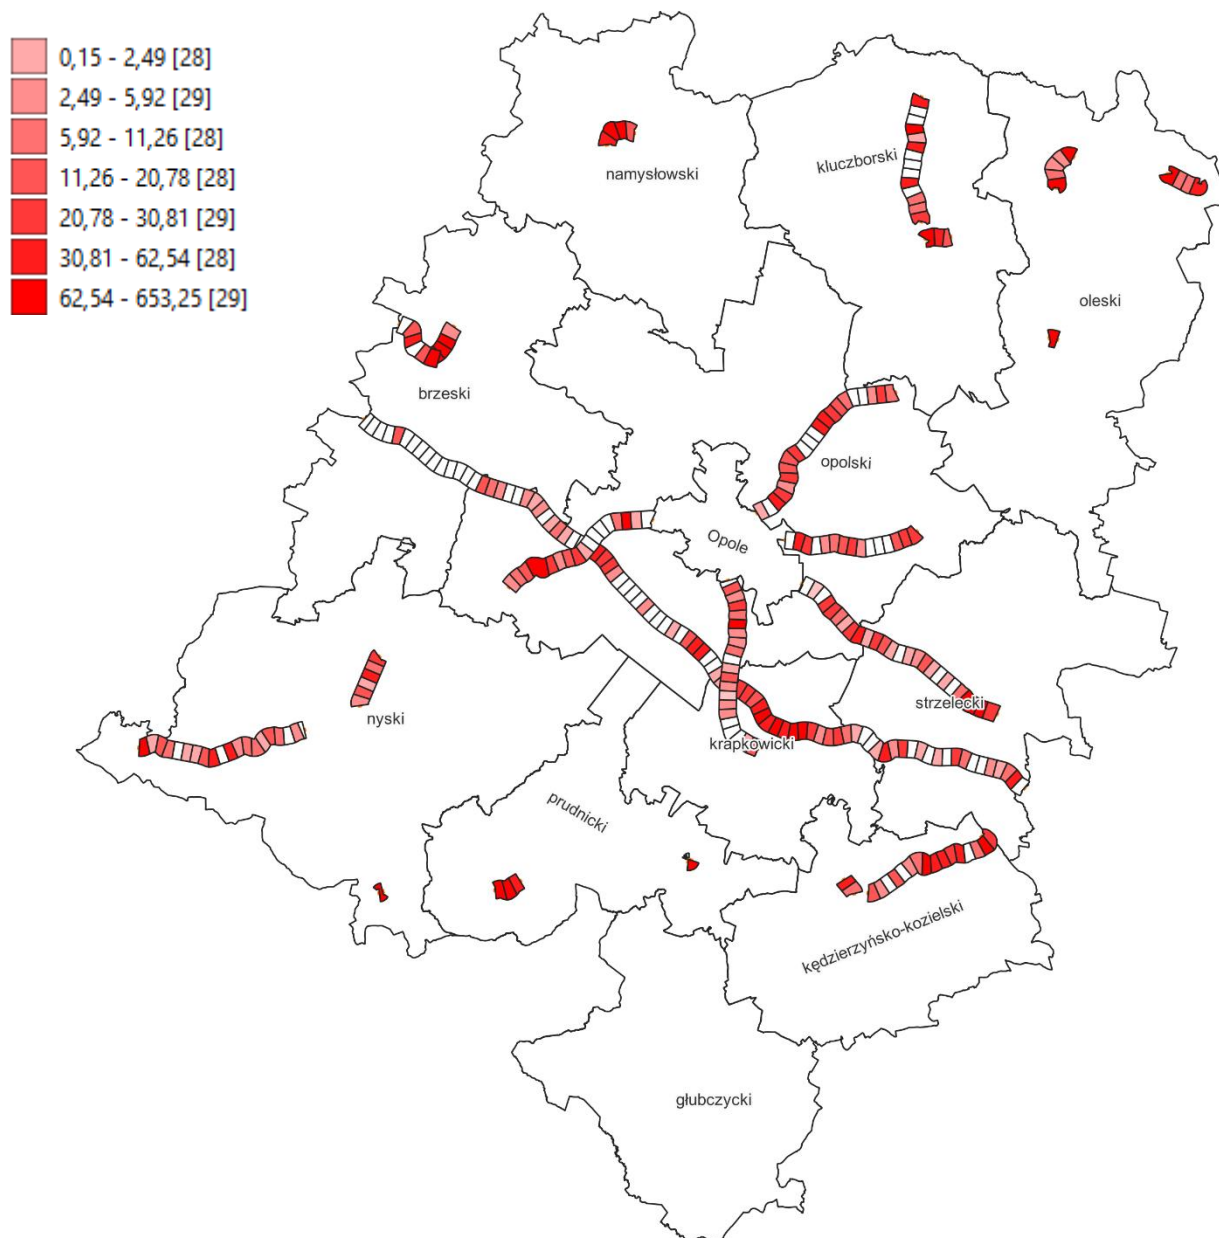 0,15 - 2,49 [28]
2,49 - 5,92 [29]
5,92 - 11,26 [28]
11,26 - 20,78 [28]
20,78 - 30,81 [29]
30,81 - 62,54 [28]
62,54 - 653,25 [29]
namysłowski
kluczborski
oleski
brzeski
opolski
Opole
nyski
strzelecki
krapkowicki
prudnicki
kędzierzyńsko-kozielski
głubczycki